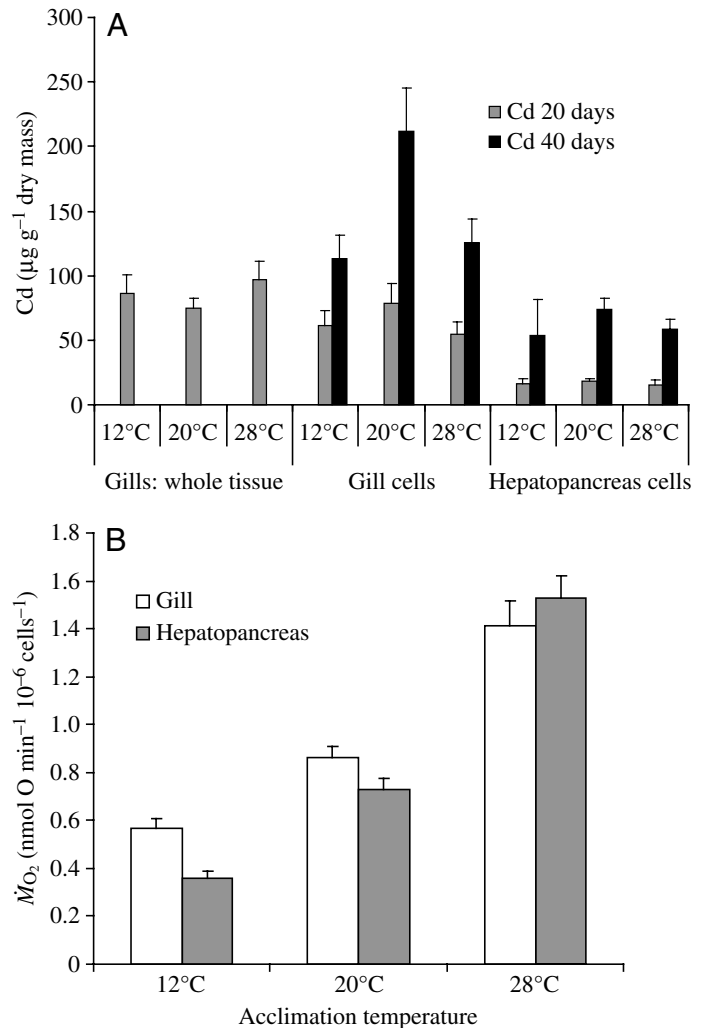 A
Cd (µg g⁻¹ dry mass)
300
250
200
150
100
50
0
Cd 20 days
Cd 40 days
12°C 20°C 28°C 12°C 20°C 28°C 12°C 20°C 28°C
Gills: whole tissue Gill cells Hepatopancreas cells
B
ṀO₂ (nmol O min⁻¹ 10⁻⁶ cells⁻¹)
1.8
1.6
1.4
1.2
1.0
0.8
0.6
0.4
0.2
0
Gill
Hepatopancreas
12°C 20°C 28°C
Acclimation temperature